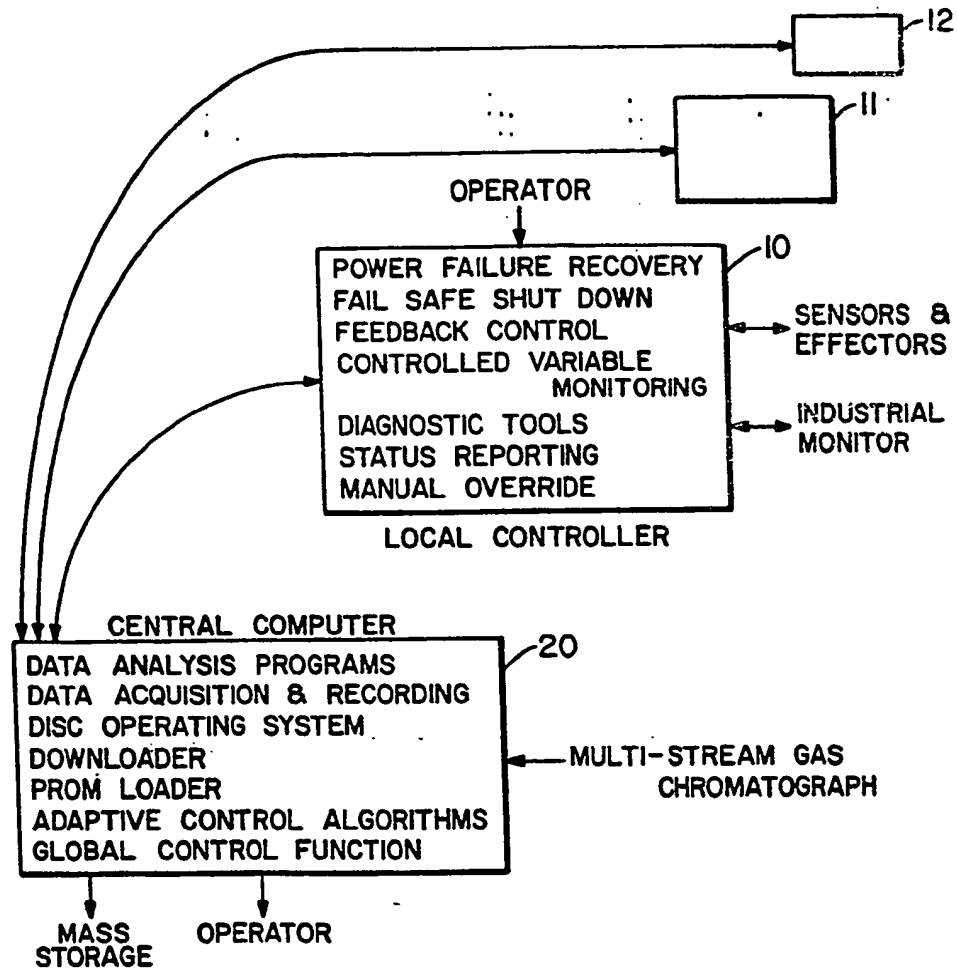 12
11
OPERATOR
10
POWER FAILURE RECOVERY
FAIL SAFE SHUT DOWN
FEEDBACK CONTROL
CONTROLLED VARIABLE
MONITORING
DIAGNOSTIC TOOLS
STATUS REPORTING
MANUAL OVERRIDE
SENSORS &
EFFECTORS
INDUSTRIAL
MONITOR
LOCAL CONTROLLER
CENTRAL COMPUTER
20
DATA ANALYSIS PROGRAMS
DATA ACQUISITION & RECORDING
DISC OPERATING SYSTEM
DOWNLOADER
PROM LOADER
ADAPTIVE CONTROL ALGORITHMS
GLOBAL CONTROL FUNCTION
MULTI-STREAM GAS
CHROMATOGRAPH
MASS
STORAGE
OPERATOR